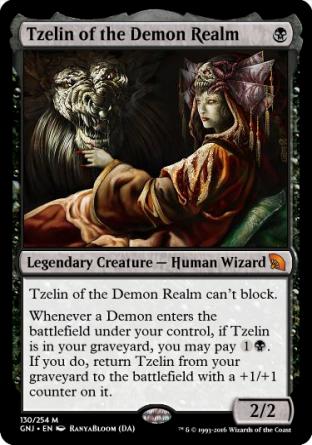 Tzelin of the Demon Realm
Legendary Creature — Human Wizard
Tzelin of the Demon Realm can't block.
Whenever a Demon enters the
battlefield under your control, if Tzelin
is in your graveyard, you may pay 1.
If you do, return Tzelin from your
graveyard to the battlefield with a +1/+1
counter on it.
2/2
130/254 M
GNJ • EN RanyaBloom (DA)
™ & © 1993-2016 Wizards of the Coast